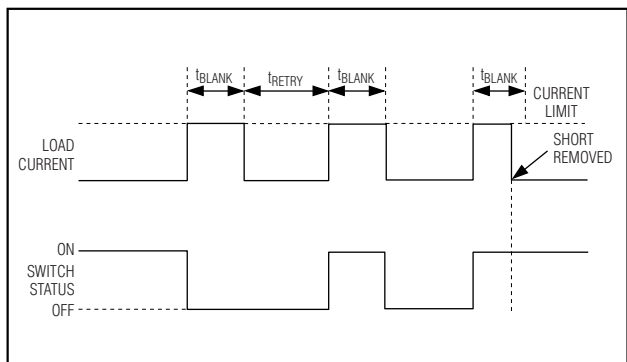 tBLANK
tRETRY
tBLANK
tBLANK
CURRENT
LIMIT
LOAD
CURRENT
SHORT
REMOVED
ON
SWITCH
STATUS
OFF